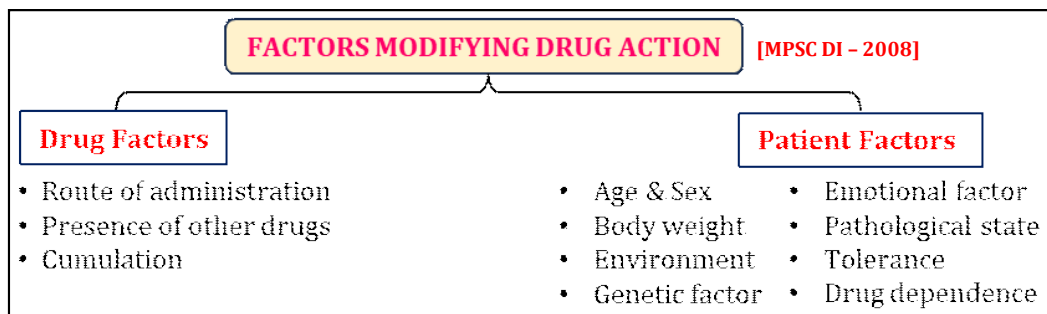 FACTORS MODIFYING DRUG ACTION [MPSC DI – 2008]
Drug Factors
• Route of administration
• Presence of other drugs
• Cumulation
Patient Factors
• Age & Sex
• Body weight
• Environment
• Genetic factor
• Emotional factor
• Pathological state
• Tolerance
• Drug dependence